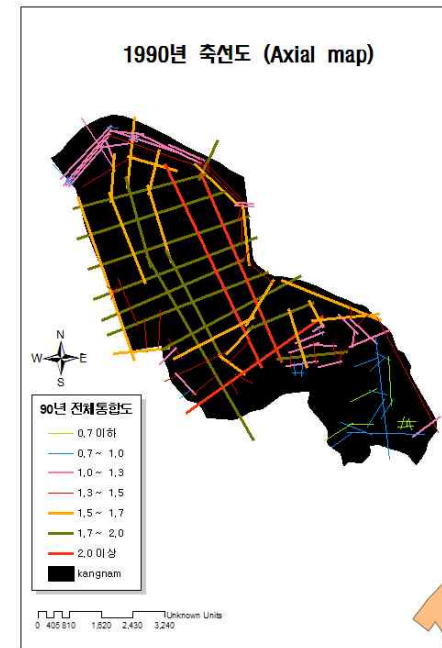 1990년 축선도 (Axial map)
N
W E
S
90년 전체통합도
0,7 이하
0,7 ~ 1,0
1,0 ~ 1,3
1,3 ~ 1,5
1,5 ~ 1,7
1,7 ~ 2,0
2,0 이상
kangnam
Unknown Units
0 405 810 1,620 2,430 3,240